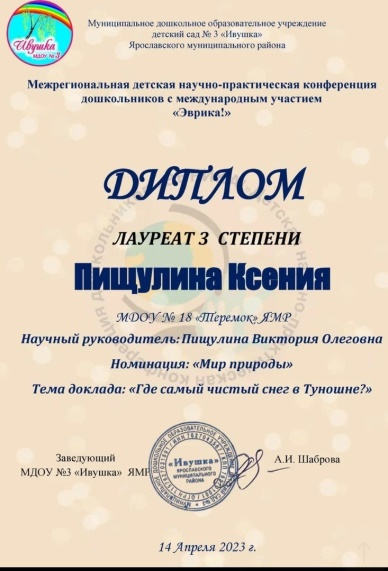 Муниципальное дошкольное образовательное учреждение
детский сад № 3 «Ивушка»
Ярославского муниципального района
Ивушка
МДОУ № 3
Межрегиональная детская научно-практическая конференция
дошкольников с международным участием
«Эврика!»
ДИПЛОМ
ЛАУРЕАТ 3 СТЕПЕНИ
Пищулина Ксения
МДОУ № 18 «Теремок» ЯМР
Научный руководитель: Пищулина Виктория Олеговна
Номинация: «Мир природы»
Тема доклада: «Где самый чистый снег в Туношне?»
Заведующий
МДОУ №3 «Ивушка» ЯМР
«Ивушка»
ЯРОСЛАВСКОГО
МУНИЦИПАЛЬНОГО
РАЙОНА
А.И. Шаброва
14 Апреля 2023 г.